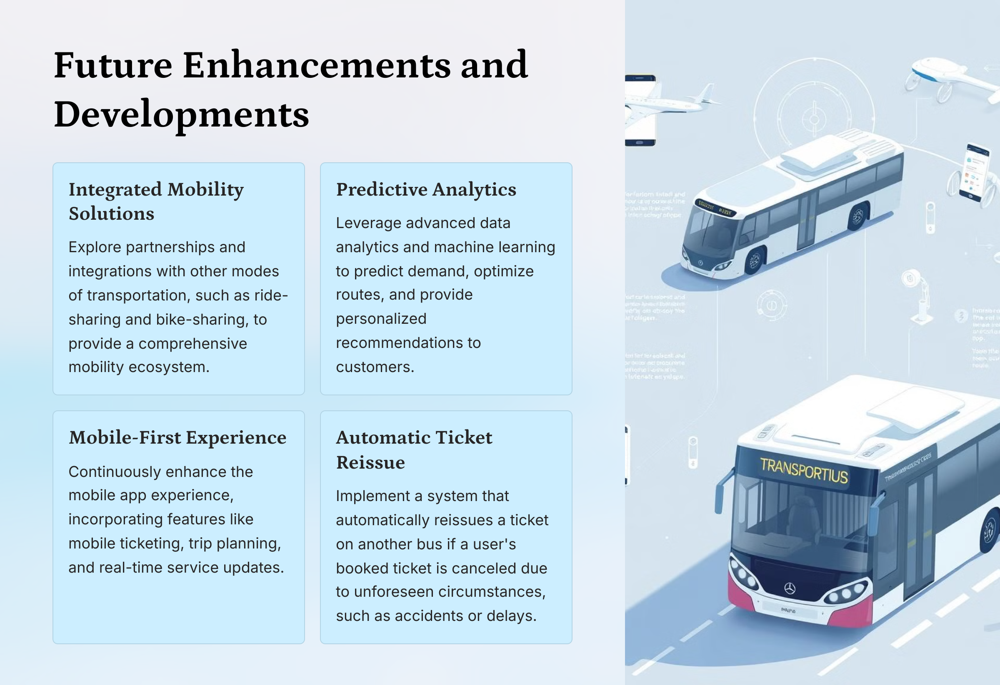 Future Enhancements and
Developments
Integrated Mobility
Solutions
Explore partnerships and
integrations with other modes
of transportation, such as ride-
sharing and bike-sharing, to
provide a comprehensive
mobility ecosystem.
Predictive Analytics
Leverage advanced data
analytics and machine learning
to predict demand, optimize
routes, and provide
personalized
recommendations to
customers.
Mobile-First Experience
Continuously enhance the
mobile app experience,
incorporating features like
mobile ticketing, trip planning,
and real-time service updates.
Automatic Ticket
Reissue
Implement a system that
automatically reissues a ticket
on another bus if a user's
booked ticket is canceled due
to unforeseen circumstances,
such as accidents or delays.
TRANSPORTIUS